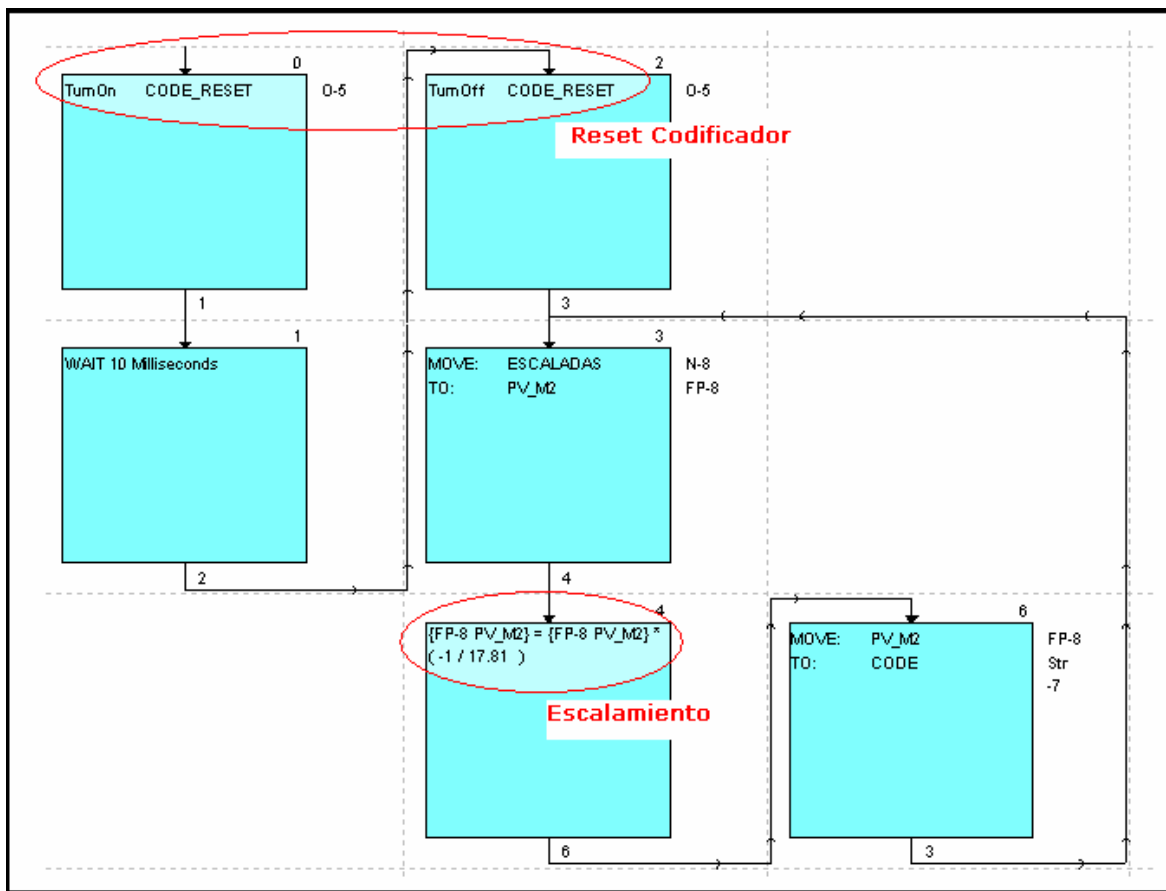 0
TurnOn CODE_RESET O-5
2
TurnOff CODE_RESET O-5
Reset Codificador
1
3
1
WAIT 10 Milliseconds
3
MOVE: ESCALADAS N-8
TO: PV_M2 FP-8
2
4
4
{FP-8 PV_M2} = {FP-8 PV_M2} *
( -1 / 17.81 )
Escalamiento
6
MOVE: PV_M2 FP-8
TO: CODE Str
-7
6
3